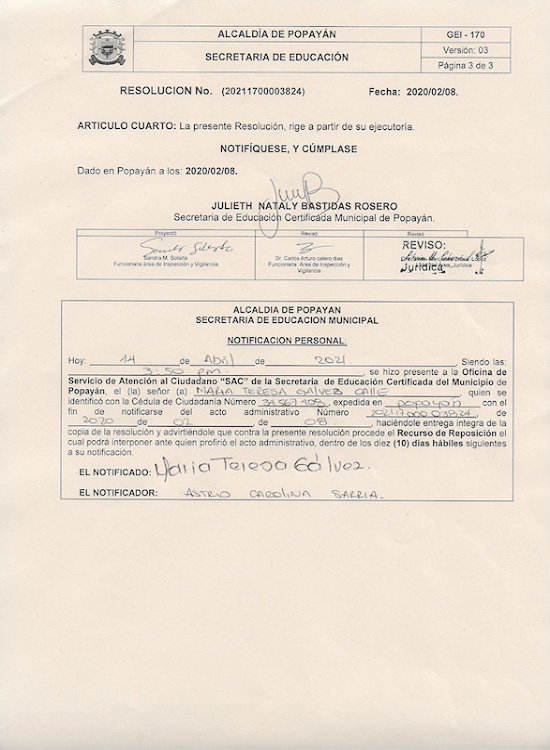 ALCALDÍA DE POPAYÁN
GEI - 170
SECRETARIA DE EDUCACIÓN
Versión: 03
Página 3 de 3
RESOLUCION No. (20211700003824) Fecha: 2020/02/08.
ARTICULO CUARTO: La presente Resolución, rige a partir de su ejecutoria.
NOTIFÍQUESE, Y CÚMPLASE
Dado en Popayán a los: 2020/02/08.
JULIETH NATALY BASTIDAS ROSERO
Secretaria de Educación Certificada Municipal de Popayán.
Proyectó Revisó Revisó
Sandra M. Solarte
Funcionaria área de Inspección y
Vigilancia
Dr. Carlos Arturo calero diaz
Funcionaria Área de Inspección y
Vigilancia
REVISO:
Jurídica
ALCALDIA DE POPAYAN
SECRETARIA DE EDUCACION MUNICIPAL
NOTIFICACION PERSONAL:
Hoy: 14 de Abril de 2021. Siendo las:
3:50 pm. , se hizo presente a la Oficina de
Servicio de Atención al Ciudadano “SAC” de la Secretaria de Educación Certificada del Municipio de
Popayán, el (la) señor (a) MARIA TERESA GALVEZ CALLE, quien se
identificó con la Cédula de Ciudadanía Número expedida en popayan con el
fin de notificarse del acto administrativo Número 20211700003824, de
2020 de 02 de 08, haciéndole entrega integra de la
copia de la resolución y advirtiéndole que contra la presente resolución procede el Recurso de Reposición el
cual podrá interponer ante quien profirió el acto administrativo, dentro de los diez (10) días hábiles siguientes
a su notificación.
EL NOTIFICADO: Maria Teresa Gálvez.
EL NOTIFICADOR: ASTRID CAROLINA SARRIA.